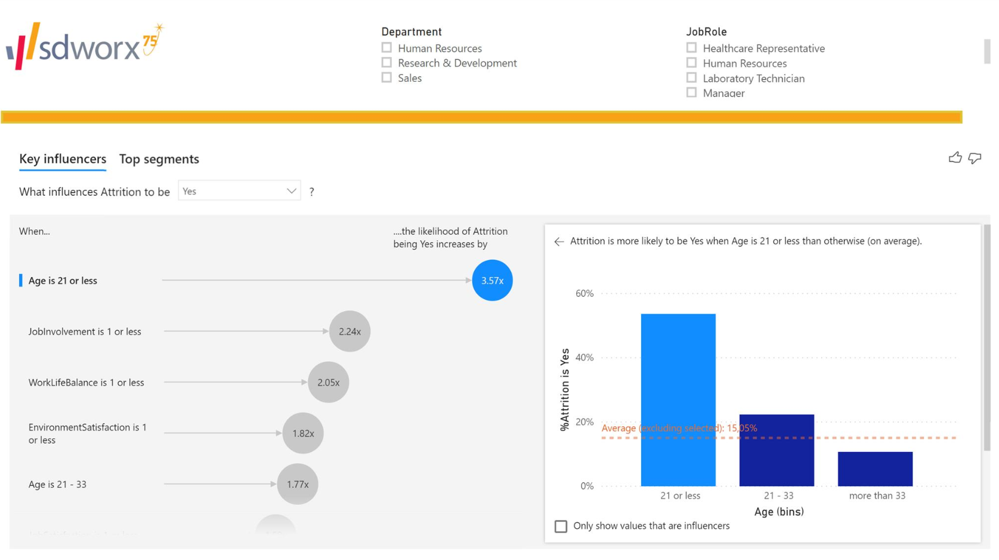 sdworx 75
Department
Human Resources
Research & Development
Sales
JobRole
Healthcare Representative
Human Resources
Laboratory Technician
Manager
Key influencers
Top segments
What influences Attrition to be
Yes
?
When...
....the likelihood of Attrition
being Yes increases by
Age is 21 or less
3.57x
JobInvolvement is 1 or less
2.24x
WorkLifeBalance is 1 or less
2.05x
EnvironmentSatisfaction is 1
or less
1.82x
Age is 21 - 33
1.77x
Attrition is more likely to be Yes when Age is 21 or less than otherwise (on average).
%Attrition is Yes
60%
40%
20%
0%
Average (excluding selected): 15,05%
21 or less
21 - 33
more than 33
Age (bins)
Only show values that are influencers